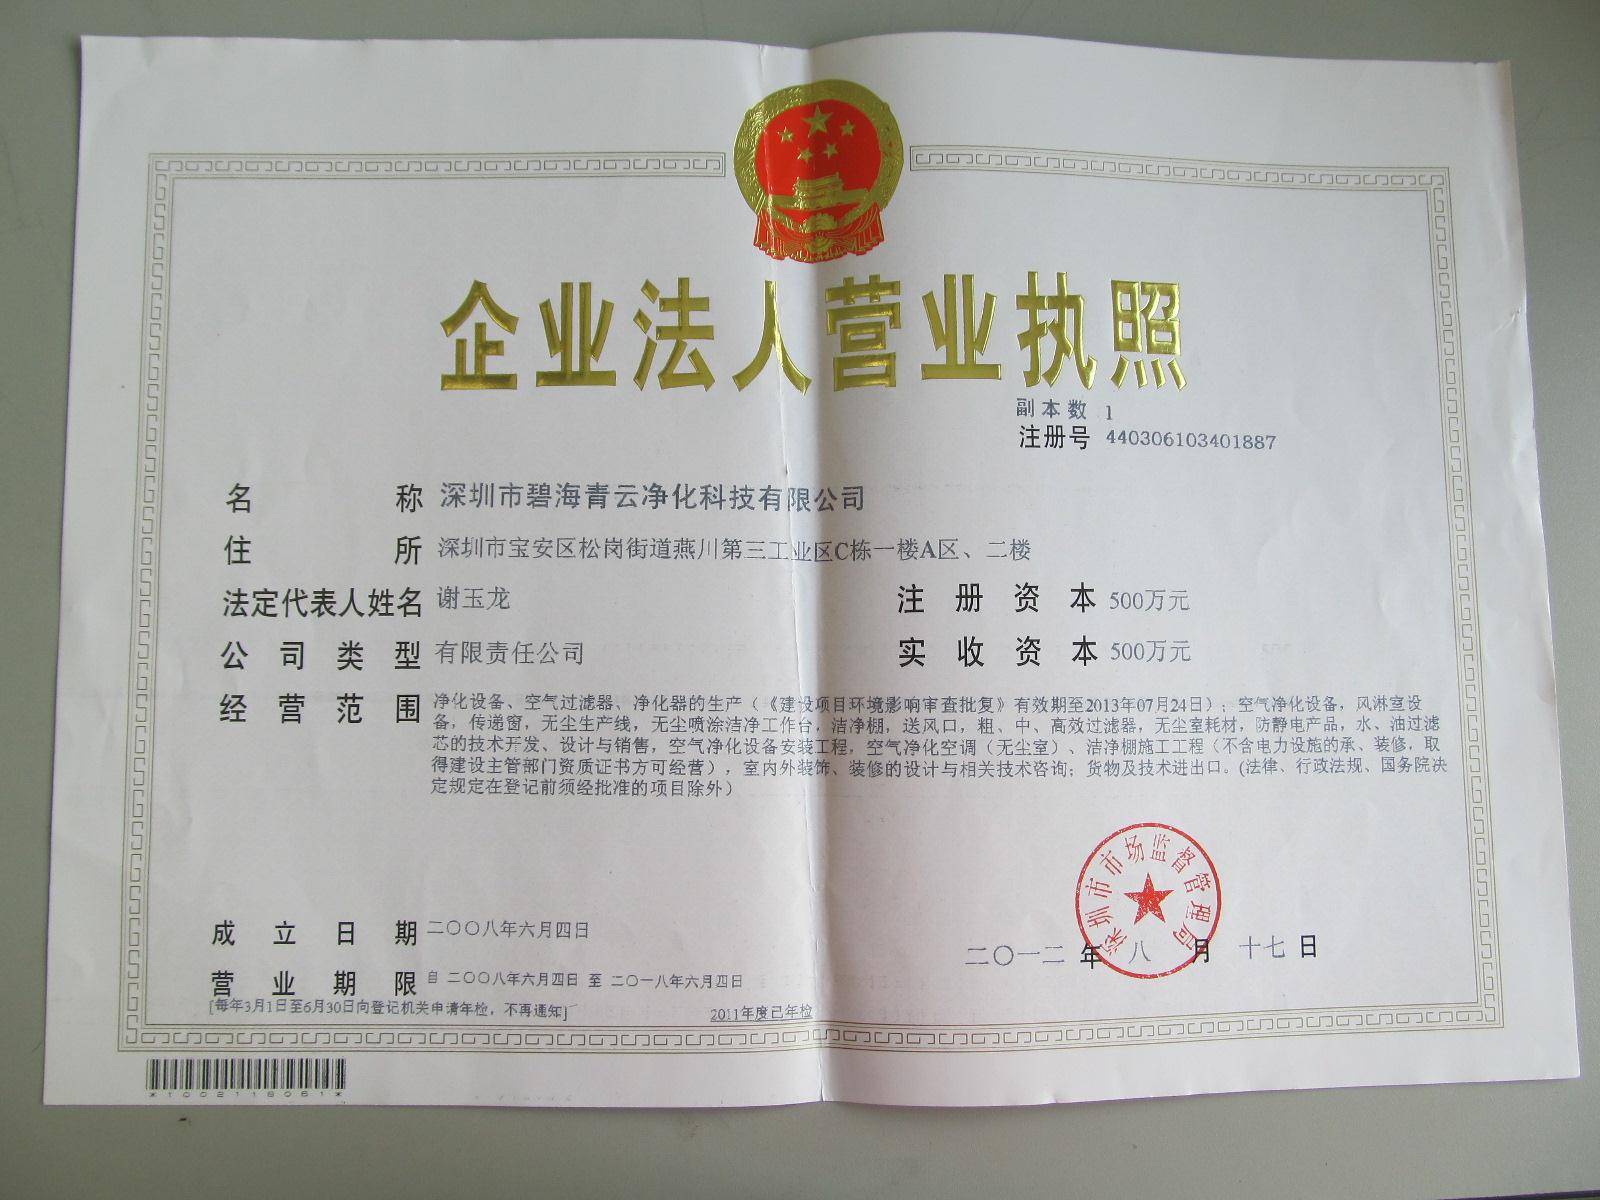 企业法人营业执照
副本数 1
注册号 440306103401887
名称 深圳市碧海青云净化科技有限公司
住所 深圳市宝安区松岗街道燕川第三工业区C栋一楼A区、二楼
法定代表人姓名 谢玉龙
注册资本 500万元
公司类型 有限责任公司
实收资本 500万元
经营范围 净化设备、空气过滤器、净化器的生产（《建设项目环境影响审查批复》有效期至2013年07月24日）；空气净化设备，风淋室设
备，传递窗，无尘生产线，无尘喷涂洁净工作台，洁净棚，送风口，粗、中、高效过滤器，无尘室耗材，防静电产品，水、油过滤
芯的技术开发、设计与销售，空气净化设备安装工程，空气净化空调（无尘室）、洁净棚施工工程（不含电力设施的承、装修，取
得建设主管部门资质证书方可经营），室内外装饰、装修的设计与相关技术咨询；货物及技术进出口。(法律、行政法规、国务院决
定规定在登记前须经批准的项目除外）
深圳市市场监督管理局
成立日期 二〇〇八年六月四日
二〇一二年八月十七日
营业期限 自 二〇〇八年六月四日 至 二〇一八年六月四日
[每年3月1日至6月30日向登记机关申请年检，不再通知]
2011年度已年检
*1002118061*